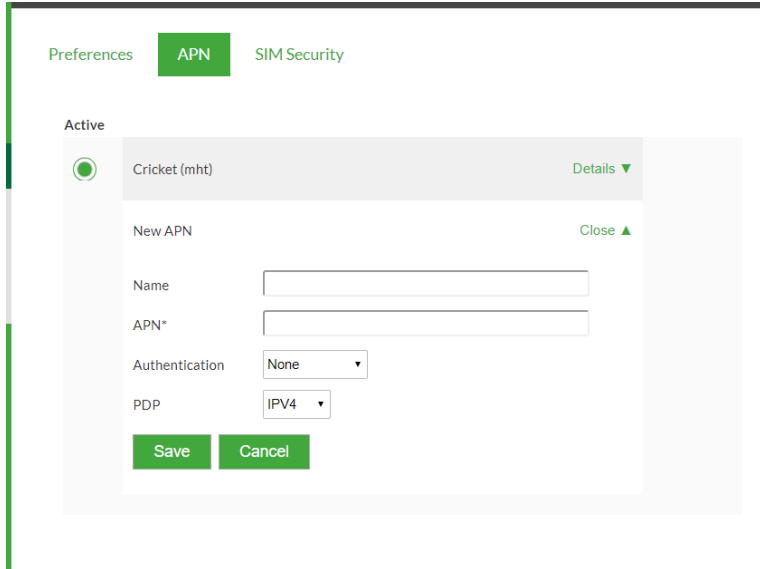 Preferences APN SIM Security
Active
Cricket (mht) Details ▼
New APN Close ▲
Name
APN*
Authentication None
PDP IPV4
Save Cancel